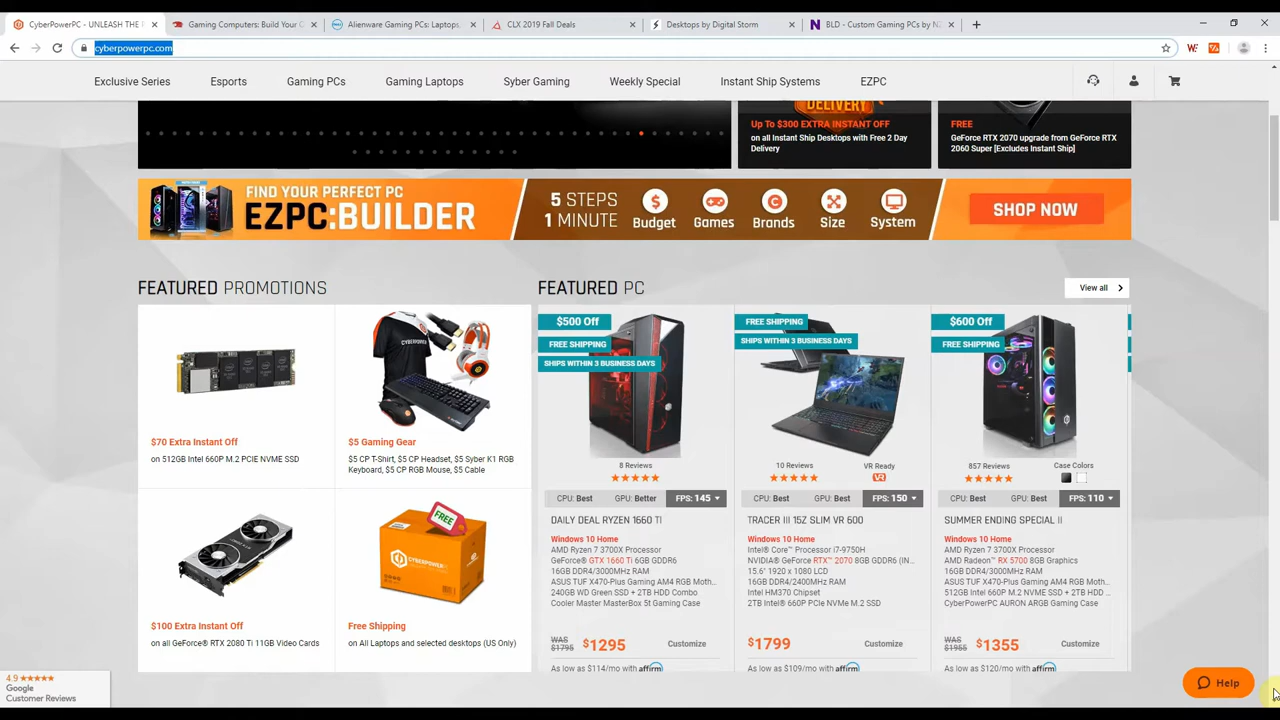 CyberPowerPC - UNLEASH THE
Gaming Computers: Build Your
Alienware Gaming PCs: Laptops,
CLX 2019 Fall Deals
Desktops by Digital Storm
BLD - Custom Gaming PCs by N
cyberpowerpc.com
Exclusive Series
Esports
Gaming PCs
Gaming Laptops
Syber Gaming
Weekly Special
Instant Ship Systems
EZPC
DELIVERY
Up To $300 EXTRA INSTANT OFF
on all Instant Ship Desktops with Free 2 Day
Delivery
FREE
GeForce RTX 2070 upgrade from GeForce RTX
2060 Super [Excludes Instant Ship]
FIND YOUR PERFECT PC
EZPC:BUILDER
5 STEPS
1 MINUTE
Budget
Games
Brands
Size
System
SHOP NOW
FEATURED PROMOTIONS
$70 Extra Instant Off
on 512GB Intel 660P M.2 PCIE NVME SSD
$5 Gaming Gear
$5 CP T-Shirt, $5 CP Headset, $5 Syber K1 RGB
Keyboard, $5 CP RGB Mouse, $5 Cable
$100 Extra Instant Off
on all GeForce® RTX 2080 Ti 11GB Video Cards
FREE
CYBERPOWERPC
Free Shipping
on All Laptops and selected desktops (US Only)
FEATURED PC
View all
$500 Off
FREE SHIPPING
SHIPS WITHIN 3 BUSINESS DAYS
8 Reviews
CPU: Best GPU: Better FPS: 145
DAILY DEAL RYZEN 1660 TI
Windows 10 Home
AMD Ryzen 7 3700X Processor
GeForce® GTX 1660 Ti 6GB GDDR6
16GB DDR4/3000MHz RAM
ASUS TUF X470-Plus Gaming AM4 RGB Moth...
240GB WD Green SSD + 2TB HDD Combo
Cooler Master MasterBox 5t Gaming Case
WAS
$1795
$1295
Customize
As low as $114/mo with affirm
FREE SHIPPING
SHIPS WITHIN 3 BUSINESS DAYS
10 Reviews
VR Ready
VR
CPU: Best GPU: Best FPS: 150
TRACER III 15Z SLIM VR 600
Windows 10 Home
Intel® Core™ Processor i7-9750H
NVIDIA® GeForce RTX™ 2070 8GB GDDR6 (IN...
15.6" 1920 x 1080 LCD
16GB DDR4/2400MHz RAM
Intel HM370 Chipset
2TB Intel® 660P PCIe NVMe M.2 SSD
$1799
Customize
As low as $109/mo with affirm
$600 Off
FREE SHIPPING
857 Reviews
Case Colors
CPU: Best GPU: Best FPS: 110
SUMMER ENDING SPECIAL II
Windows 10 Home
AMD Ryzen 7 3700X Processor
AMD Radeon™ RX 5700 8GB Graphics
16GB DDR4/3000MHz RAM
ASUS TUF X470-Plus Gaming AM4 RGB Moth...
512GB Intel 660P M.2 NVME SSD + 2TB HDD ...
CyberPowerPC AURON ARGB Gaming Case
WAS
$1955
$1355
Customize
As low as $120/mo with affirm
4.9
Google
Customer Reviews
Help